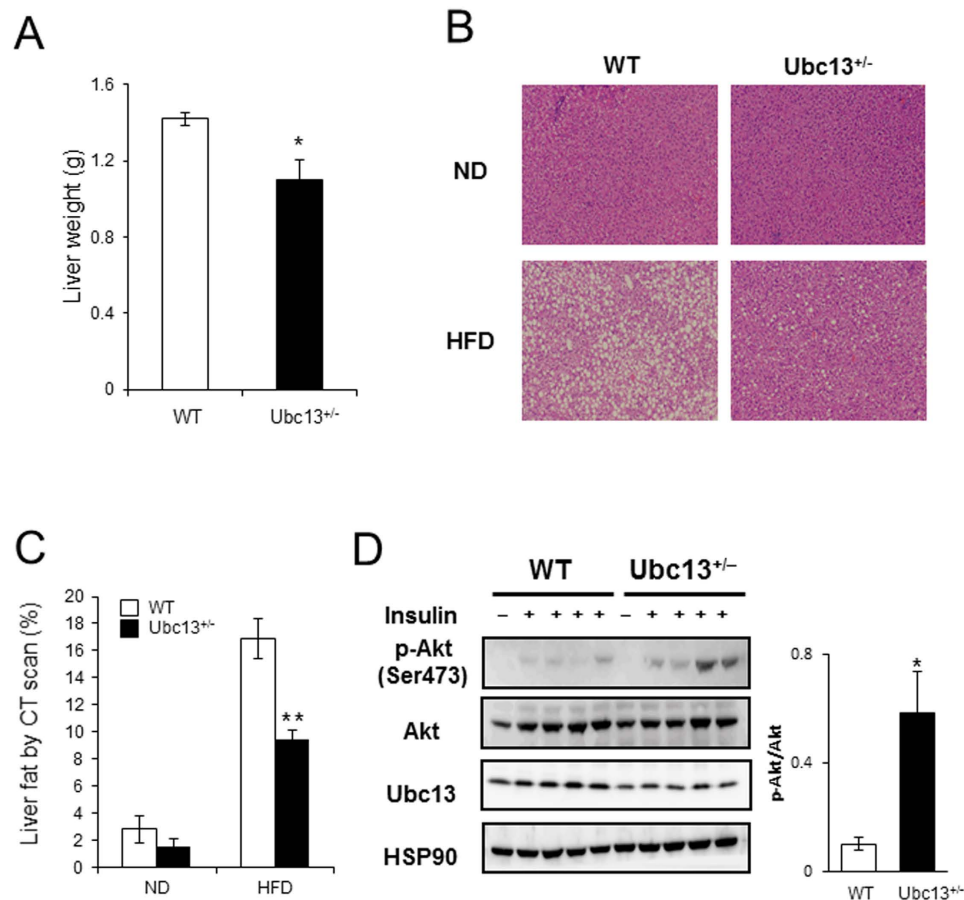 A
Liver weight (g)
1.6
1.2
0.8
0.4
0
*
WT
Ubc13+/-
B
WT
Ubc13+/-
ND
HFD
C
Liver fat by CT scan (%)
20
18
16
14
12
10
8
6
4
2
0
WT
Ubc13+/-
**
ND
HFD
D
WT
Ubc13+/–
Insulin
– + + + + – + + + +
p-Akt
(Ser473)
Akt
Ubc13
HSP90
p-Akt/Akt
0.8
0.4
0
*
WT
Ubc13+/-